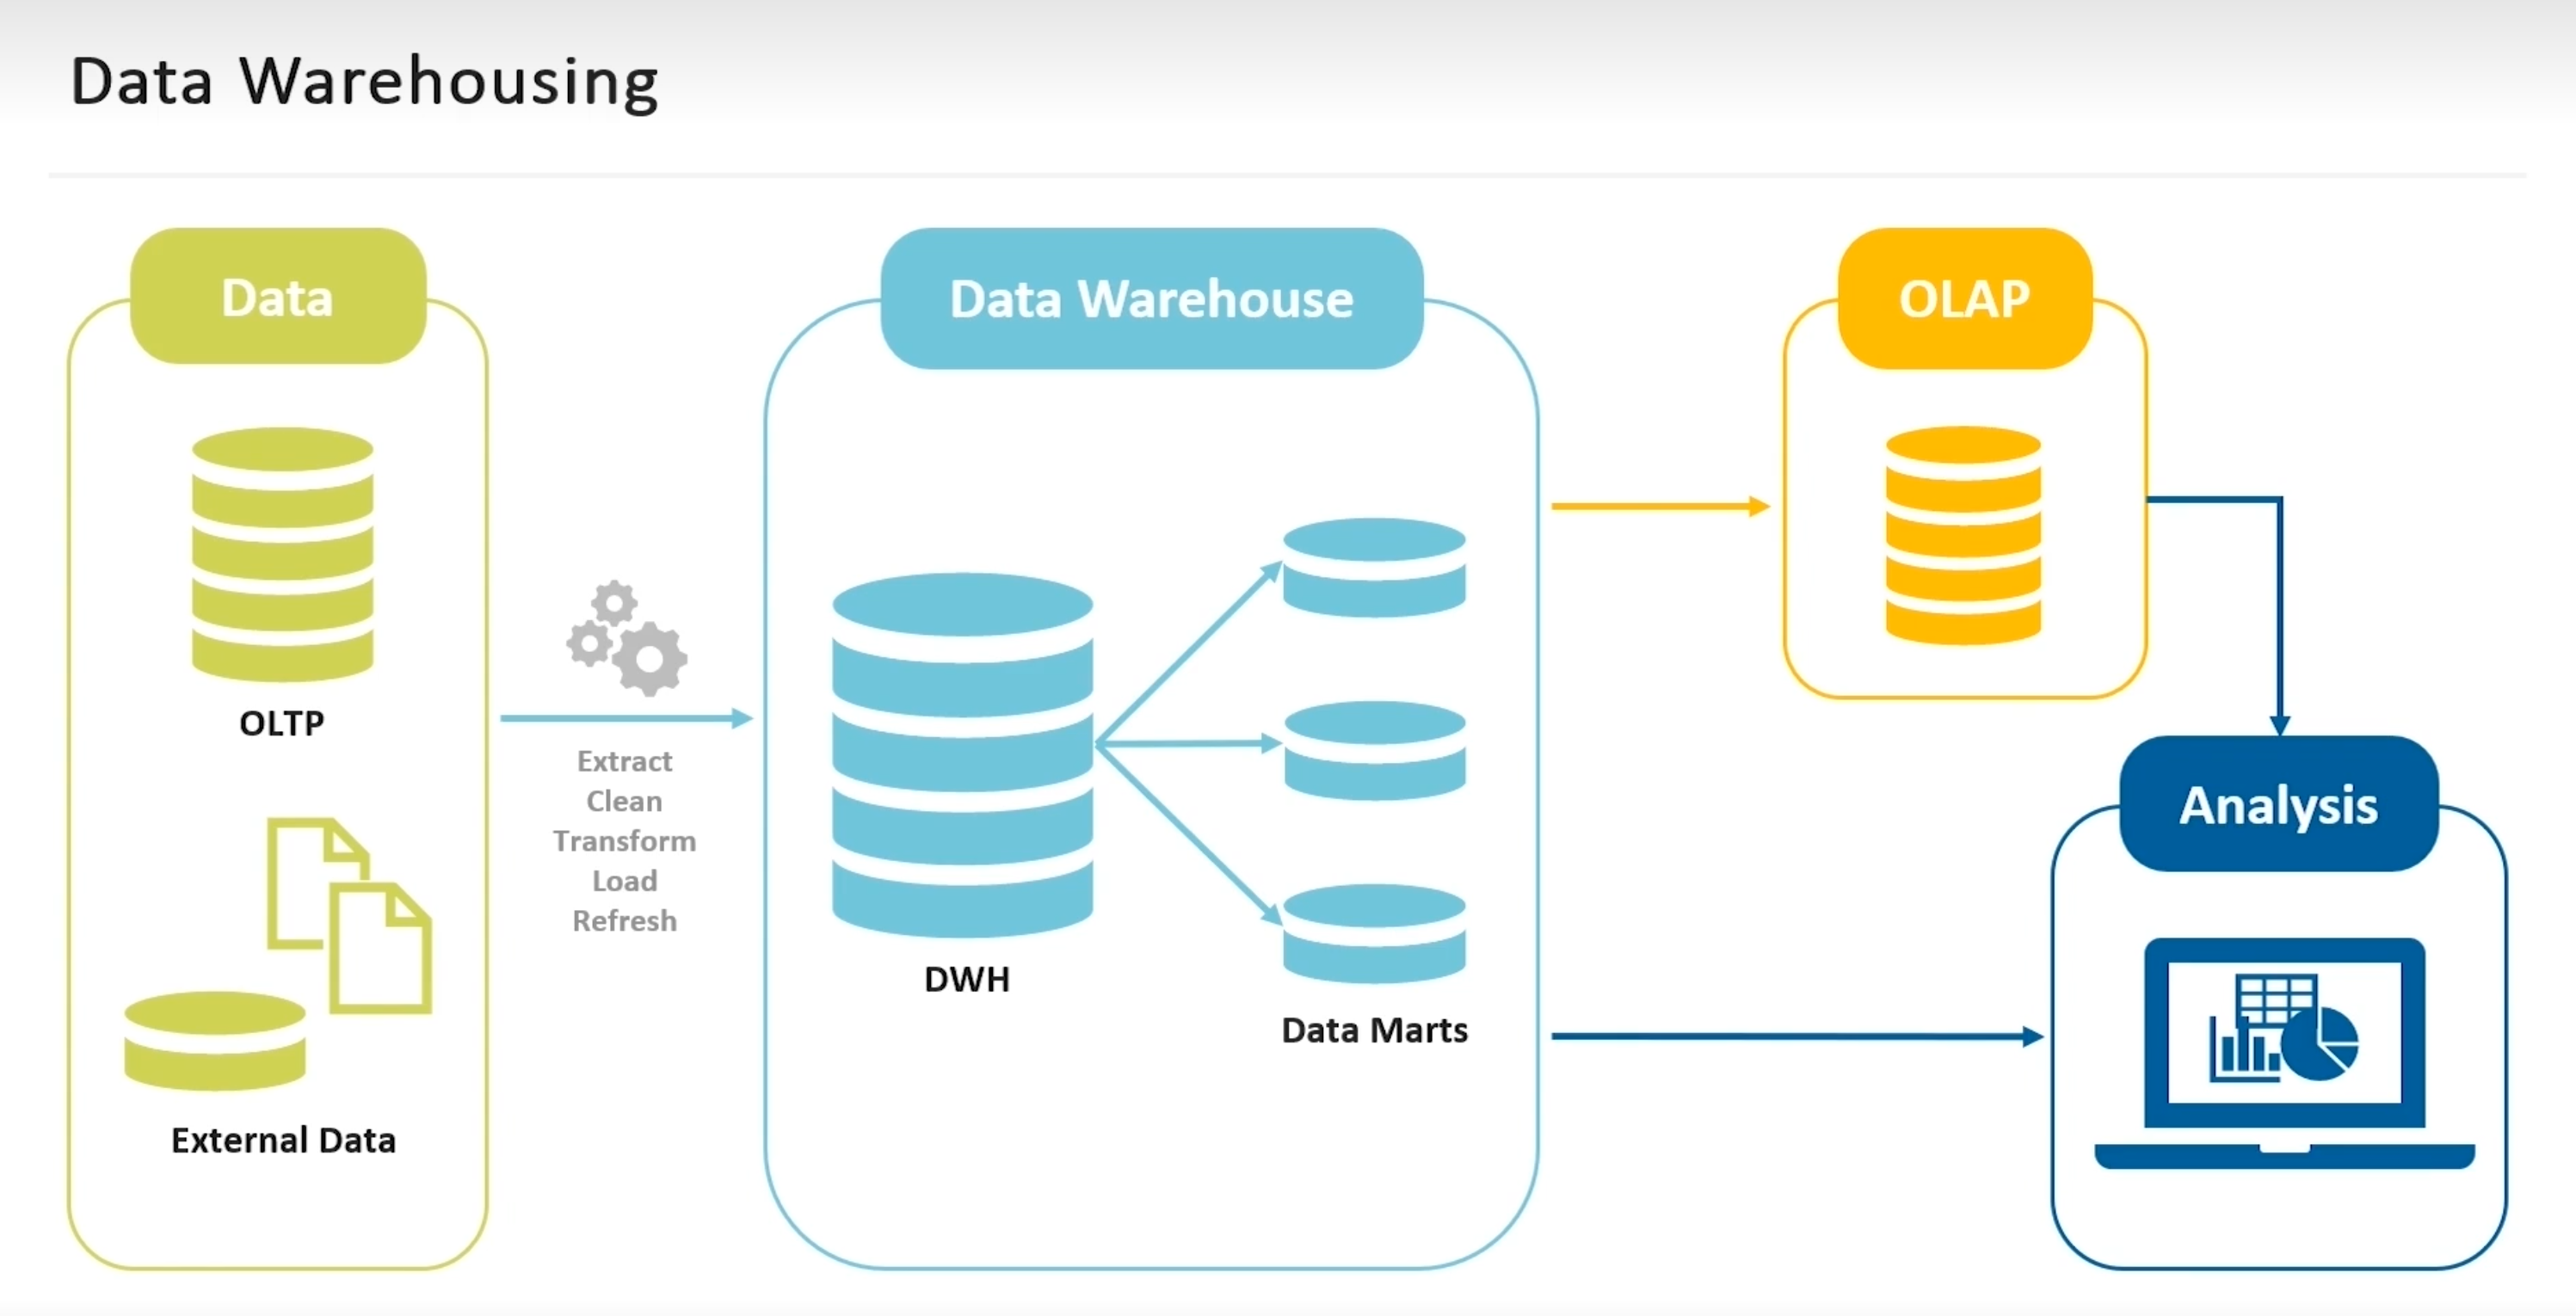 Data Warehousing
Data
OLTP
External Data
Extract
Clean
Transform
Load
Refresh
Data Warehouse
DWH
Data Marts
OLAP
Analysis